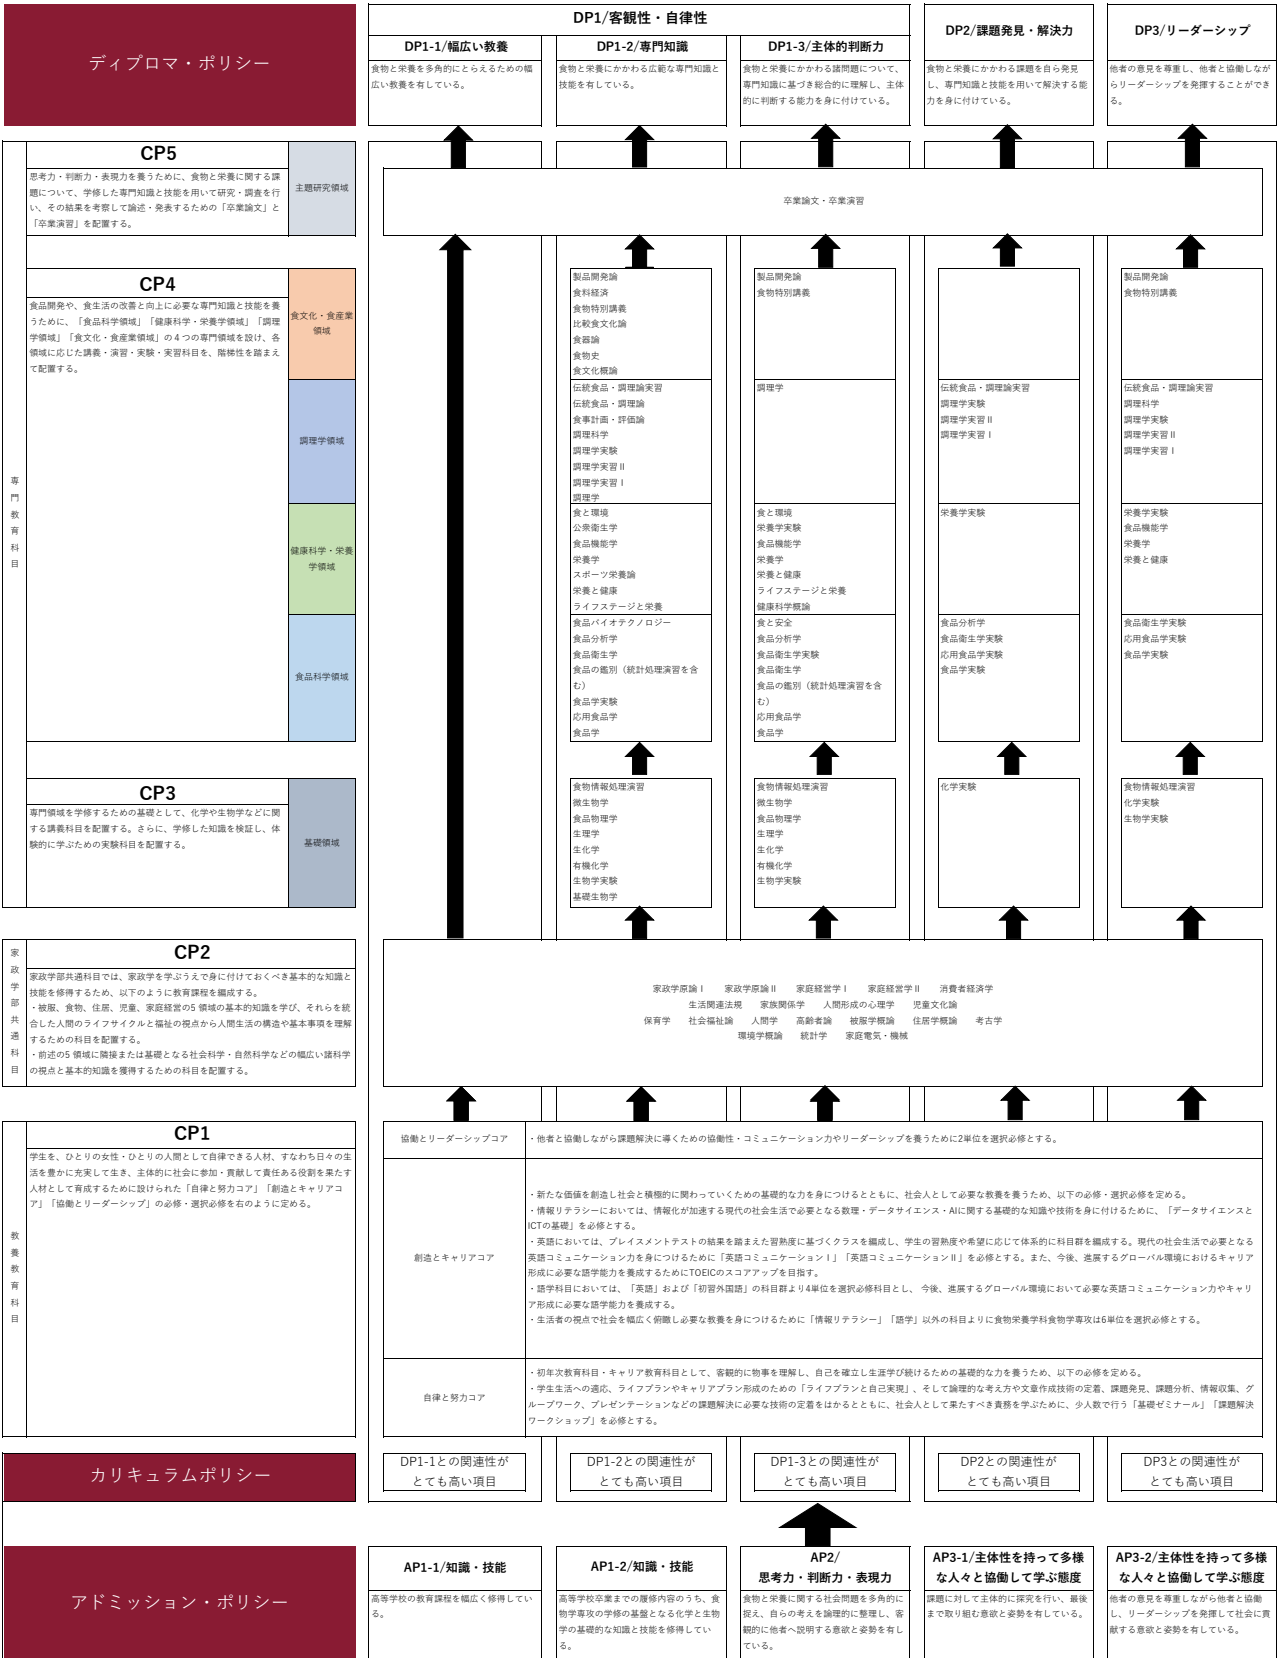 ディプロマ・ポリシー
DP1/客観性・自律性
DP1-1/幅広い教養
食物と栄養を多角的にとらえるための幅
広い教養を有している。
DP1-2/専門知識
食物と栄養にかかわる広範な専門知識と
技能を有している。
DP1-3/主体的判断力
食物と栄養にかかわる諸問題について、
専門知識に基づき総合的に理解し、主体
的に判断する能力を身に付けている。
DP2/課題発見・解決力
食物と栄養にかかわる課題を自ら発見
し、専門知識と技能を用いて解決する能
力を身に付けている。
DP3/リーダーシップ
他者の意見を尊重し、他者と協働しなが
らリーダーシップを発揮することができ
る。
専門教育科目
CP5
思考力・判断力・表現力を養うために、食物と栄養に関する課
題について、学修した専門知識と技能を用いて研究・調査を行
い、その結果を考察して論述・発表するための「卒業論文」と
「卒業演習」を配置する。
主題研究領域
卒業論文・卒業演習
CP4
食品開発や、食生活の改善と向上に必要な専門知識と技能を養
うために、「食品科学領域」「健康科学・栄養学領域」「調理
学領域」「食文化・食産業領域」の４つの専門領域を設け、各
領域に応じた講義・演習・実験・実習科目を、階梯性を踏まえ
て配置する。
食文化・食産業
領域
製品開発論
食料経済
食物特別講義
比較食文化論
食器論
食物史
食文化概論
製品開発論
食物特別講義
製品開発論
食物特別講義
調理学領域
伝統食品・調理論実習
伝統食品・調理論
食事計画・評価論
調理科学
調理学実験
調理学実習Ⅱ
調理学実習Ⅰ
調理学
調理学
伝統食品・調理論実習
調理学実験
調理学実習Ⅱ
調理学実習Ⅰ
伝統食品・調理論実習
調理科学
調理学実験
調理学実習Ⅱ
調理学実習Ⅰ
健康科学・栄養
学領域
食と環境
公衆衛生学
食品機能学
栄養学
スポーツ栄養論
栄養と健康
ライフステージと栄養
食と環境
栄養学実験
食品機能学
栄養学
栄養と健康
ライフステージと栄養
健康科学概論
栄養学実験
栄養学実験
食品機能学
栄養学
栄養と健康
食品科学領域
食品バイオテクノロジー
食品分析学
食品衛生学
食品の鑑別（統計処理演習を含
む）
食品学実験
応用食品学
食品学
食と安全
食品分析学
食品衛生学実験
食品衛生学
食品の鑑別（統計処理演習を含
む）
応用食品学
食品学
食品分析学
食品衛生学実験
応用食品学実験
食品学実験
食品衛生学実験
応用食品学実験
食品学実験
CP3
専門領域を学修するための基礎として、化学や生物学などに関
する講義科目を配置する。さらに、学修した知識を検証し、体
験的に学ぶための実験科目を配置する。
基礎領域
食物情報処理演習
微生物学
食品物理学
生理学
生化学
有機化学
生物学実験
基礎生物学
食物情報処理演習
微生物学
食品物理学
生理学
生化学
有機化学
生物学実験
化学実験
食物情報処理演習
化学実験
生物学実験
家政学部共通科目
CP2
家政学部共通科目では、家政学を学ぶうえで身に付けておくべき基本的な知識と
技能を修得するため、以下のように教育課程を編成する。
・被服、食物、住居、児童、家庭経営の5 領域の基本的知識を学び、それらを統
合した人間のライフサイクルと福祉の視点から人間生活の構造や基本事項を理解
するための科目を配置する。
・前述の5 領域に隣接または基礎となる社会科学・自然科学などの幅広い諸科学
の視点と基本的知識を獲得するための科目を配置する。
家政学原論Ⅰ　家政学原論Ⅱ　家庭経営学Ⅰ　家庭経営学Ⅱ　消費者経済学
生活関連法規　家族関係学　人間形成の心理学　児童文化論
保育学　社会福祉論　人間学　高齢者論　被服学概論　住居学概論　考古学
環境学概論　統計学　家庭電気・機械
教養教育科目
CP1
学生を、ひとりの女性・ひとりの人間として自律できる人材、すなわち日々の生
活を豊かに充実して生き、主体的に社会に参加・貢献して責任ある役割を果たす
人材として育成するために設けられた「自律と努力コア」「創造とキャリアコ
ア」「協働とリーダーシップ」の必修・選択必修を右のように定める。
協働とリーダーシップコア
・他者と協働しながら課題解決に導くための協働性・コミュニケーション力やリーダーシップを養うために2単位を選択必修とする。
創造とキャリアコア
・新たな価値を創造し社会と積極的に関わっていくための基礎的な力を身につけるとともに、社会人として必要な教養を養うため、以下の必修・選択必修を定める。
・情報リテラシーにおいては、情報化が加速する現代の社会生活で必要となる数理・データサイエンス・AIに関する基礎的な知識や技術を身に付けるために、「データサイエンスと
ICTの基礎」を必修とする。
・英語においては、プレイスメントテストの結果を踏まえた習熟度に基づくクラスを編成し、学生の習熟度や希望に応じて体系的に科目群を編成する。現代の社会生活で必要となる
英語コミュニケーション力を身につけるために「英語コミュニケーションⅠ」「英語コミュニケーションⅡ」を必修とする。また、今後、進展するグローバル環境におけるキャリア
形成に必要な語学能力を養成するためにTOEICのスコアアップを目指す。
・語学科目においては、「英語」および「初習外国語」の科目群より4単位を選択必修科目とし、 今後、進展するグローバル環境において必要な英語コミュニケーション力やキャリ
ア形成に必要な語学能力を養成する。
・生活者の視点で社会を幅広く俯瞰し必要な教養を身につけるために「情報リテラシー」「語学」以外の科目よりに食物栄養学科食物学専攻は6単位を選択必修とする。
自律と努力コア
・初年次教育科目・キャリア教育科目として、客観的に物事を理解し、自己を確立し生涯学び続けるための基礎的な力を養うため、以下の必修を定める。
・学生生活への適応、ライフプランやキャリアプラン形成のための「ライフプランと自己実現」、そして論理的な考え方や文章作成技術の定着、課題発見、課題分析、情報収集、グ
ループワーク、プレゼンテーションなどの課題解決に必要な技術の定着をはかるとともに、社会人として果たすべき責務を学ぶために、少人数で行う「基礎ゼミナール」「課題解決
ワークショップ」を必修とする。
カリキュラムポリシー
DP1-1との関連性が
とても高い項目
DP1-2との関連性が
とても高い項目
DP1-3との関連性が
とても高い項目
DP2との関連性が
とても高い項目
DP3との関連性が
とても高い項目
アドミッション・ポリシー
AP1-1/知識・技能
高等学校の教育課程を幅広く修得してい
る。
AP1-2/知識・技能
高等学校卒業までの履修内容のうち、食
物学専攻の学修の基盤となる化学と生物
学の基礎的な知識と技能を修得してい
る。
AP2/
思考力・判断力・表現力
食物と栄養に関する社会問題を多角的に
捉え、自らの考えを論理的に整理し、客
観的に他者へ説明する意欲と姿勢を有し
ている。
AP3-1/主体性を持って多様
な人々と協働して学ぶ態度
課題に対して主体的に探究を行い、最後
まで取り組む意欲と姿勢を有している。
AP3-2/主体性を持って多様
な人々と協働して学ぶ態度
他者の意見を尊重しながら他者と協働
し、リーダーシップを発揮して社会に貢
献する意欲と姿勢を有している。